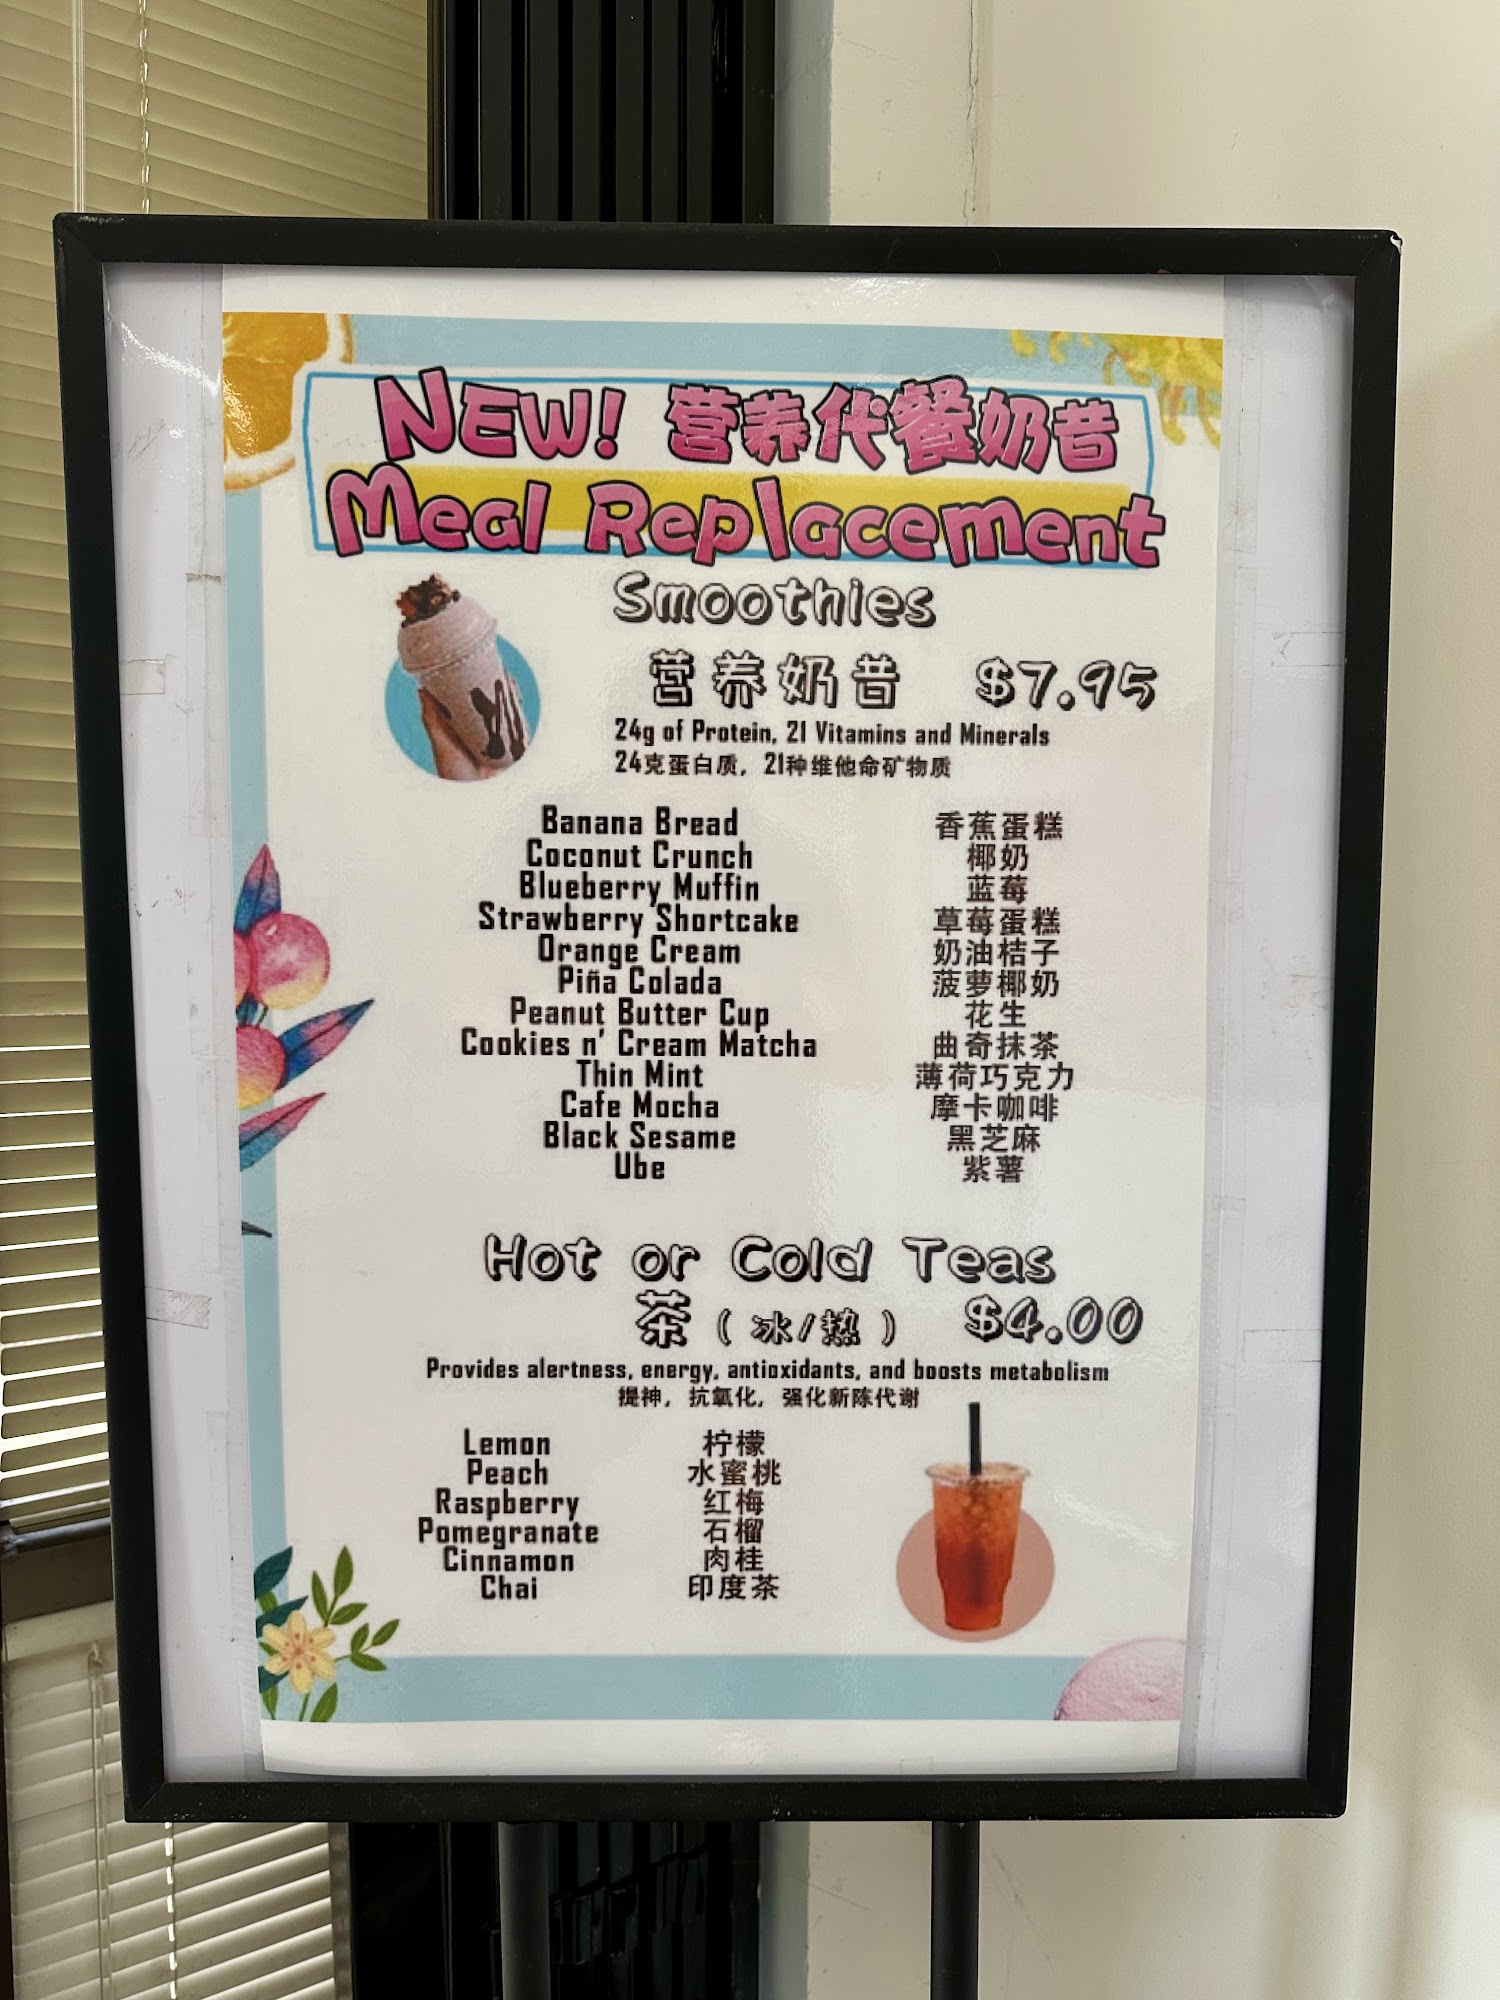 NEW! 营养代餐奶昔
Meal Replacement
Smoothies
营养奶昔 $7.95
24g of Protein, 21 Vitamins and Minerals
24克蛋白质, 21种维他命矿物质
Banana Bread 香蕉蛋糕
Coconut Crunch 椰奶
Blueberry Muffin 蓝莓
Strawberry Shortcake 草莓蛋糕
Orange Cream 奶油桔子
Piña Colada 菠萝椰奶
Peanut Butter Cup 花生
Cookies n' Cream Matcha 曲奇抹茶
Thin Mint 薄荷巧克力
Cafe Mocha 摩卡咖啡
Black Sesame 黑芝麻
Ube 紫薯
Hot or Cold Teas
茶 ( 冰/热 ) $4.00
Provides alertness, energy, antioxidants, and boosts metabolism
提神, 抗氧化, 强化新陈代谢
Lemon 柠檬
Peach 水蜜桃
Raspberry 红梅
Pomegranate 石榴
Cinnamon 肉桂
Chai 印度茶